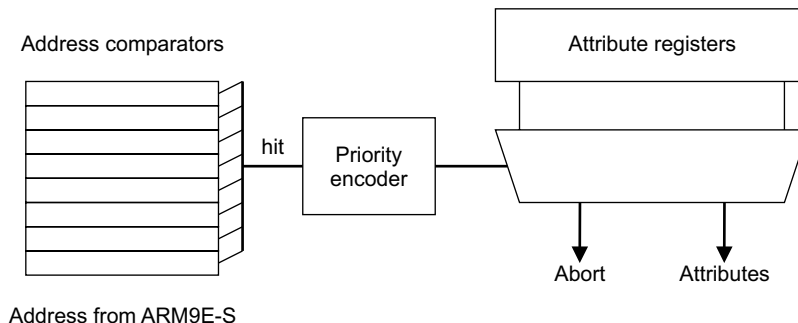 Address comparators
Attribute registers
hit
Priority
encoder
Abort
Attributes
Address from ARM9E-S